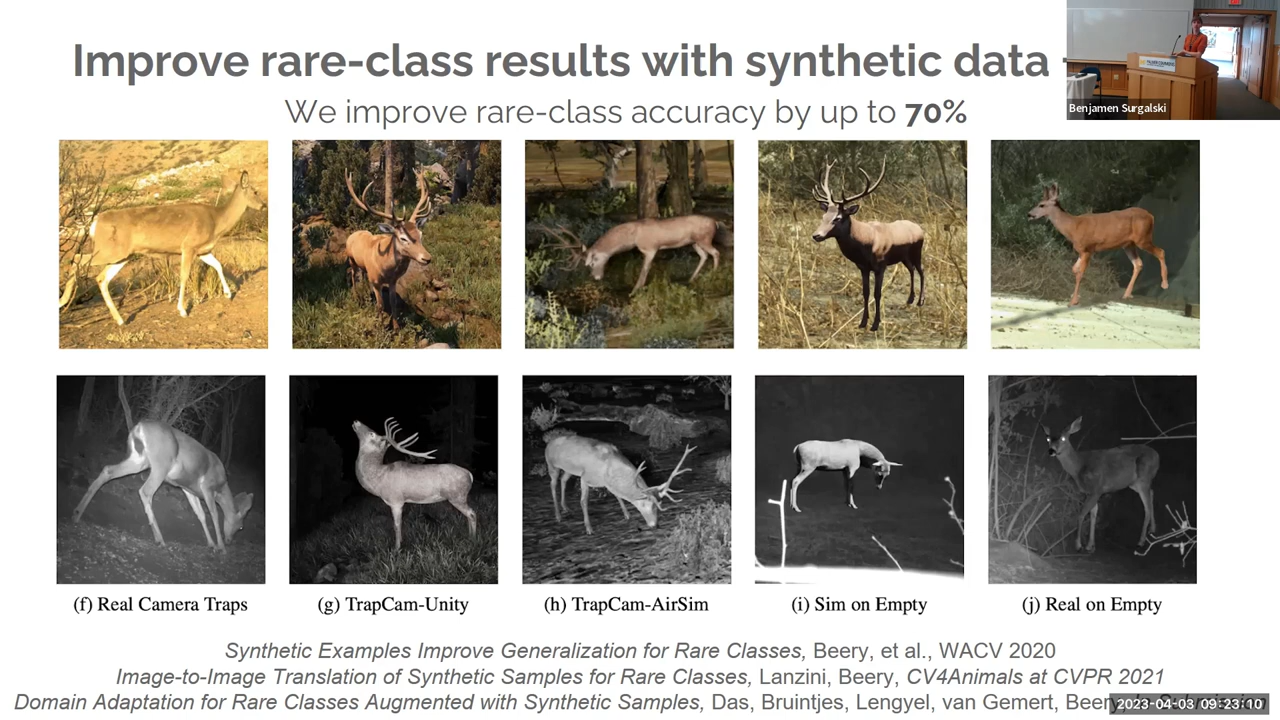 Improve rare-class results with synthetic data
We improve rare-class accuracy by up to 70%
Benjamen Surgalski
(f) Real Camera Traps
(g) TrapCam-Unity
(h) TrapCam-AirSim
(i) Sim on Empty
(j) Real on Empty
Synthetic Examples Improve Generalization for Rare Classes, Beery, et al., WACV 2020
Image-to-Image Translation of Synthetic Samples for Rare Classes, Lanzini, Beery, CV4Animals at CVPR 2021
Domain Adaptation for Rare Classes Augmented with Synthetic Samples, Das, Bruintjes, Lengyel, van Gemert, Beery, In Submission
2023-04-03 09:23:10